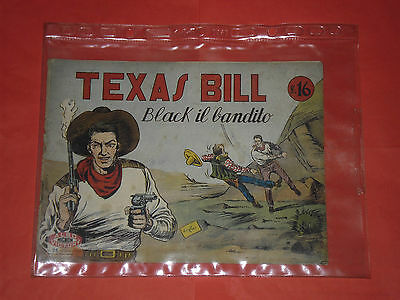 TEXAS BILL
Black il bandito
L. 16